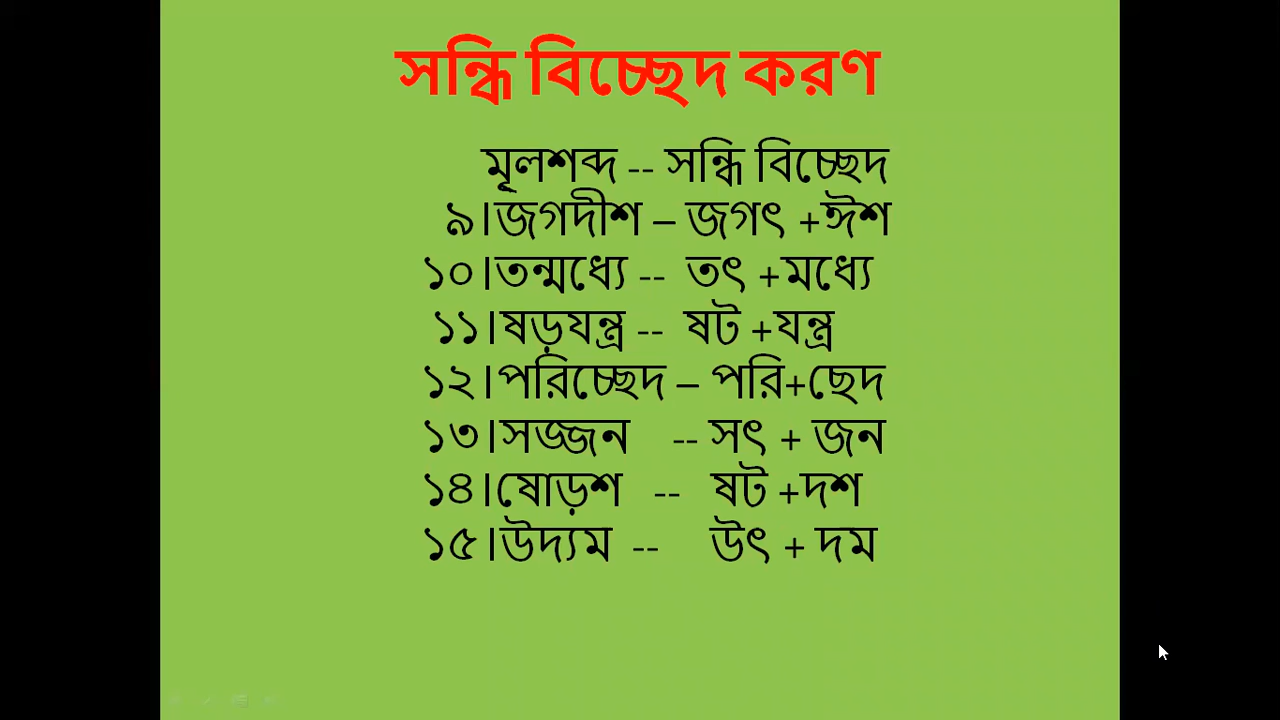 সন্ধি বিচ্ছেদ করণ
মূলশব্দ -- সন্ধি বিচ্ছেদ
৯।জগদীশ – জগৎ +ঈশ
১০।তন্মধ্যে -- তৎ +মধ্যে
১১।ষড়যন্ত্র -- ষট +যন্ত্র
১২।পরিচ্ছেদ – পরি+ছেদ
১৩।সজ্জন -- সৎ + জন
১৪।ষোড়শ -- ষট +দশ
১৫।উদ্যম -- উৎ + দম